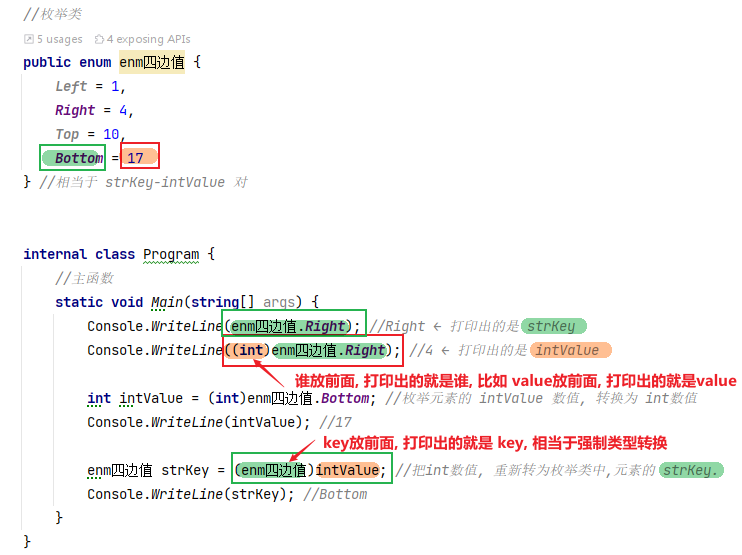 //枚举类
5 usages 4 exposing APIs
public enum enm四边值 {
Left = 1,
Right = 4,
Top = 10,
Bottom = 17
} //相当于 strKey-intValue 对
internal class Program {
//主函数
static void Main(string[] args) {
Console.WriteLine(enm四边值.Right); //Right ← 打印出的是 strKey
Console.WriteLine((int)enm四边值.Right); //4 ← 打印出的是 intValue
谁放前面, 打印出的就是谁, 比如 value放前面, 打印出的就是value
int intValue = (int)enm四边值.Bottom; //枚举元素的 intValue 数值, 转换为 int数值
Console.WriteLine(intValue); //17
key放前面, 打印出的就是 key, 相当于强制类型转换
enm四边值 strKey = (enm四边值)intValue; //把int数值, 重新转为枚举类中,元素的 strKey.
Console.WriteLine(strKey); //Bottom
}
}